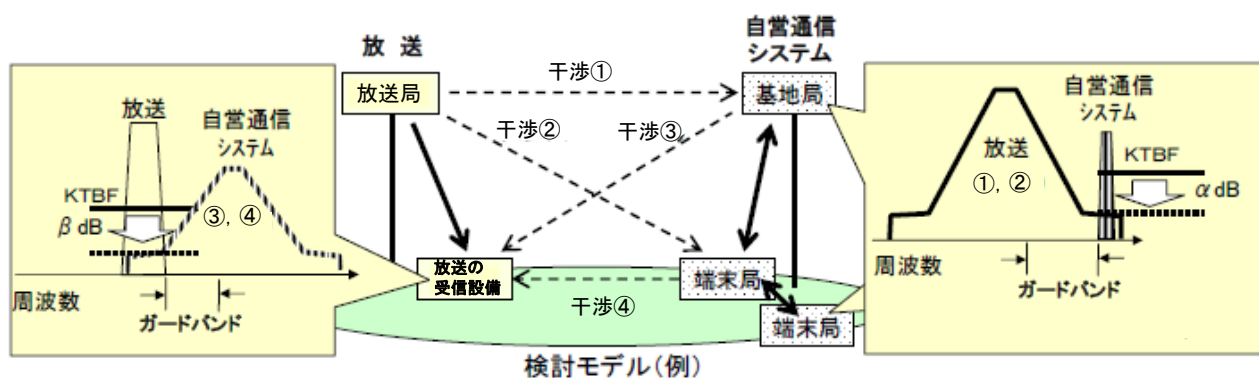 放送
自営通信
システム
KTBF
β dB
③, ④
周波数
ガードバンド
放 送
放送局
干渉①
干渉②
干渉③
自営通信
システム
基地局
放送の
受信設備
端末局
干渉④
端末局
検討モデル(例)
自営通信
システム
放送
①, ②
KTBF
α dB
周波数
ガードバンド